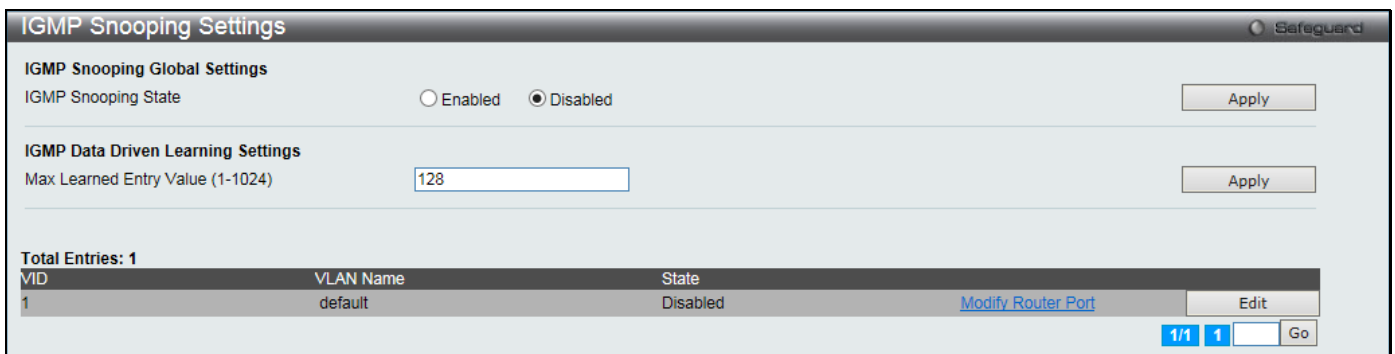 IGMP Snooping Settings Safeguard
IGMP Snooping Global Settings
IGMP Snooping State Enabled Disabled Apply
IGMP Data Driven Learning Settings
Max Learned Entry Value (1-1024) 128 Apply
Total Entries: 1
VID VLAN Name State
1 default Disabled Modify Router Port Edit
1/1 1 Go